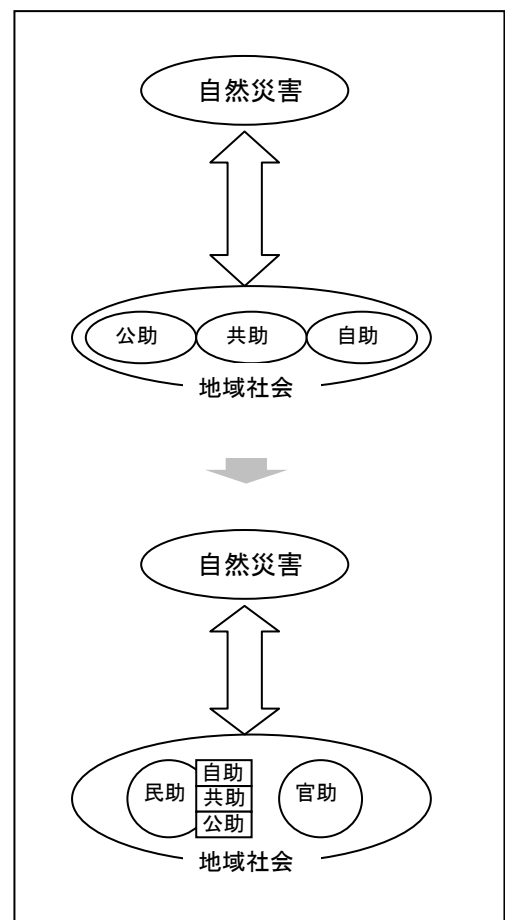 自然災害
公助 共助 自助
地域社会
自然災害
自助
民助 共助 官助
公助
地域社会